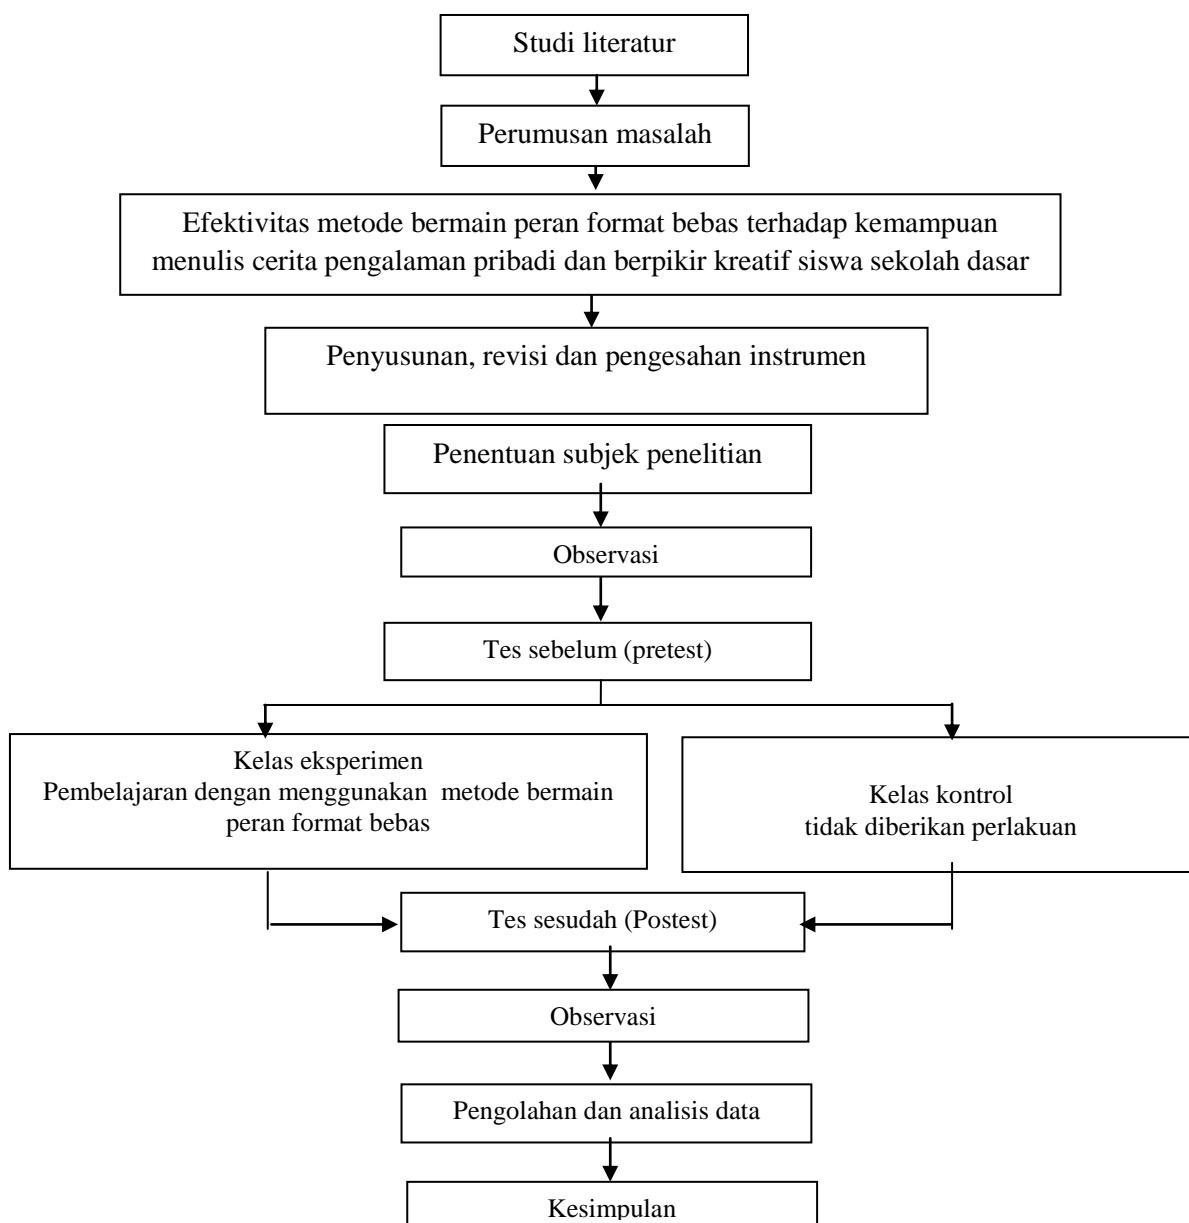 Studi literatur
Perumusan masalah
Efektivitas metode bermain peran format bebas terhadap kemampuan
menulis cerita pengalaman pribadi dan berpikir kreatif siswa sekolah dasar
Penyusunan, revisi dan pengesahan instrumen
Penentuan subjek penelitian
Observasi
Tes sebelum (pretest)
Kelas eksperimen
Pembelajaran dengan menggunakan metode bermain
peran format bebas
Kelas kontrol
tidak diberikan perlakuan
Tes sesudah (Postest)
Observasi
Pengolahan dan analisis data
Kesimpulan